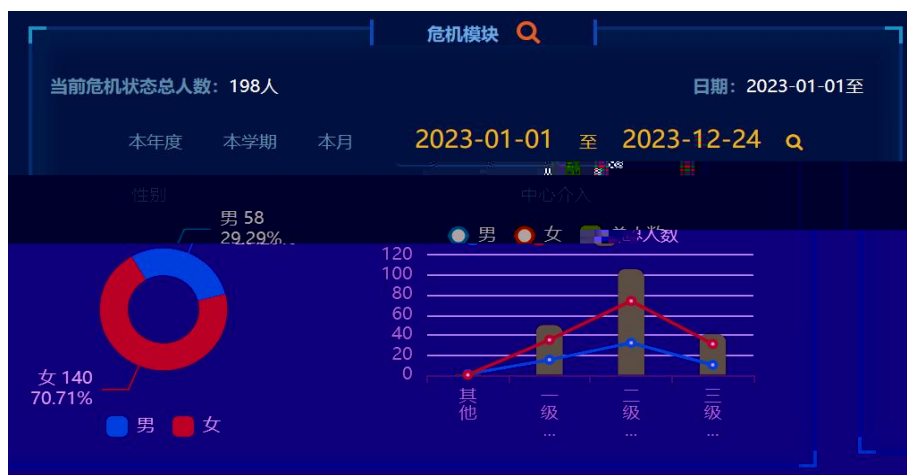 危机模块
当前危机状态总人数：198人
日期：2023-01-01至
本年度 本学期 本月 2023-01-01 至 2023-12-24
性别
中心介入
男 58
29.29%
男 女 总人数
120
100
80
60
40
20
0
女 140
70.71%
男 女
其他 一级... 二级... 三级...